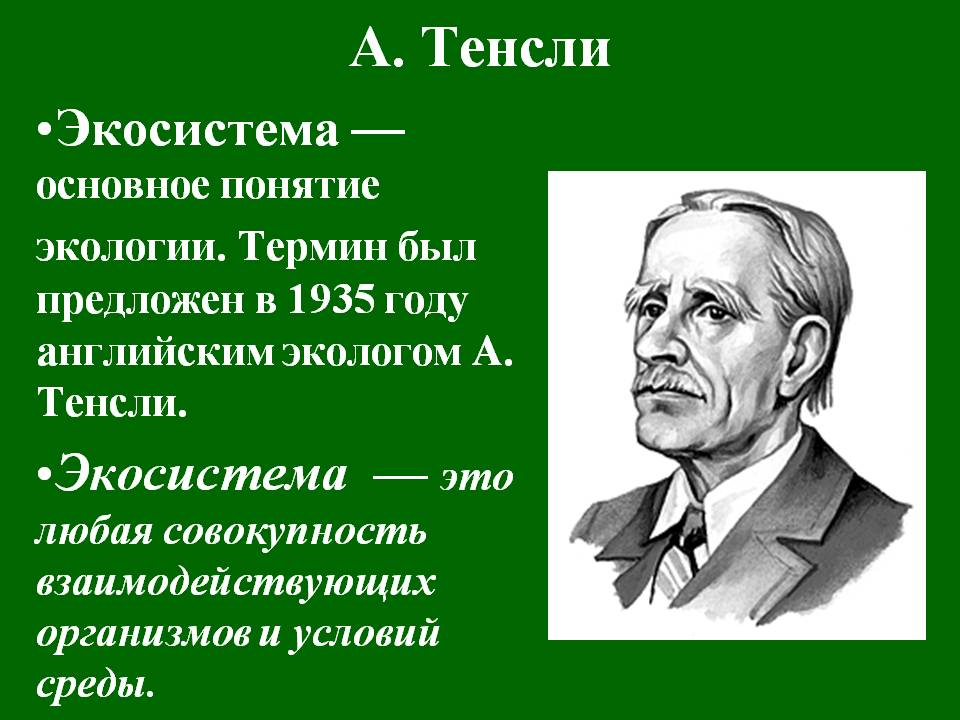 А. Тенсли
•Экосистема —
основное понятие
экологии. Термин был
предложен в 1935 году
английским экологом А.
Тенсли.
•Экосистема — это
любая совокупность
взаимодействующих
организмов и условий
среды.